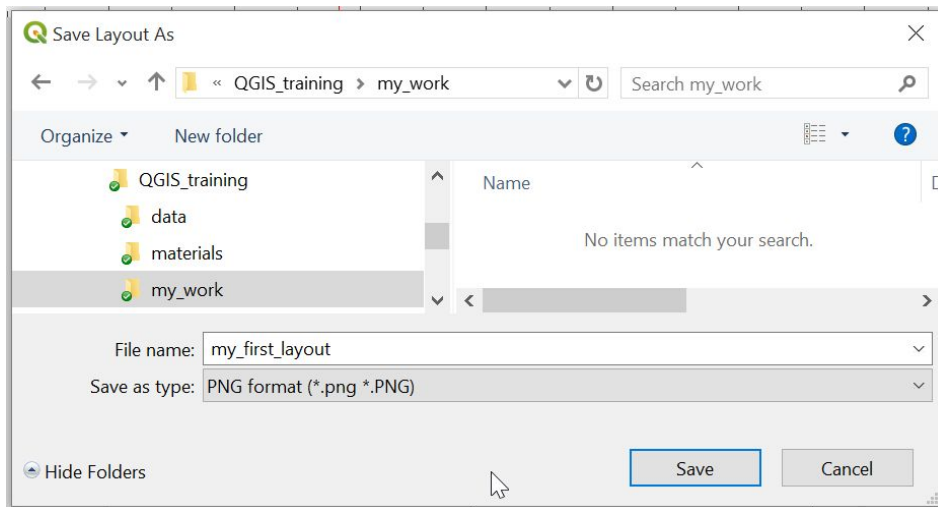 Save Layout As
« QGIS_training > my_work
Search my_work
Organize
New folder
QGIS_training
data
materials
my_work
Name
No items match your search.
File name: my_first_layout
Save as type: PNG format (*.png *.PNG)
Hide Folders
Save
Cancel